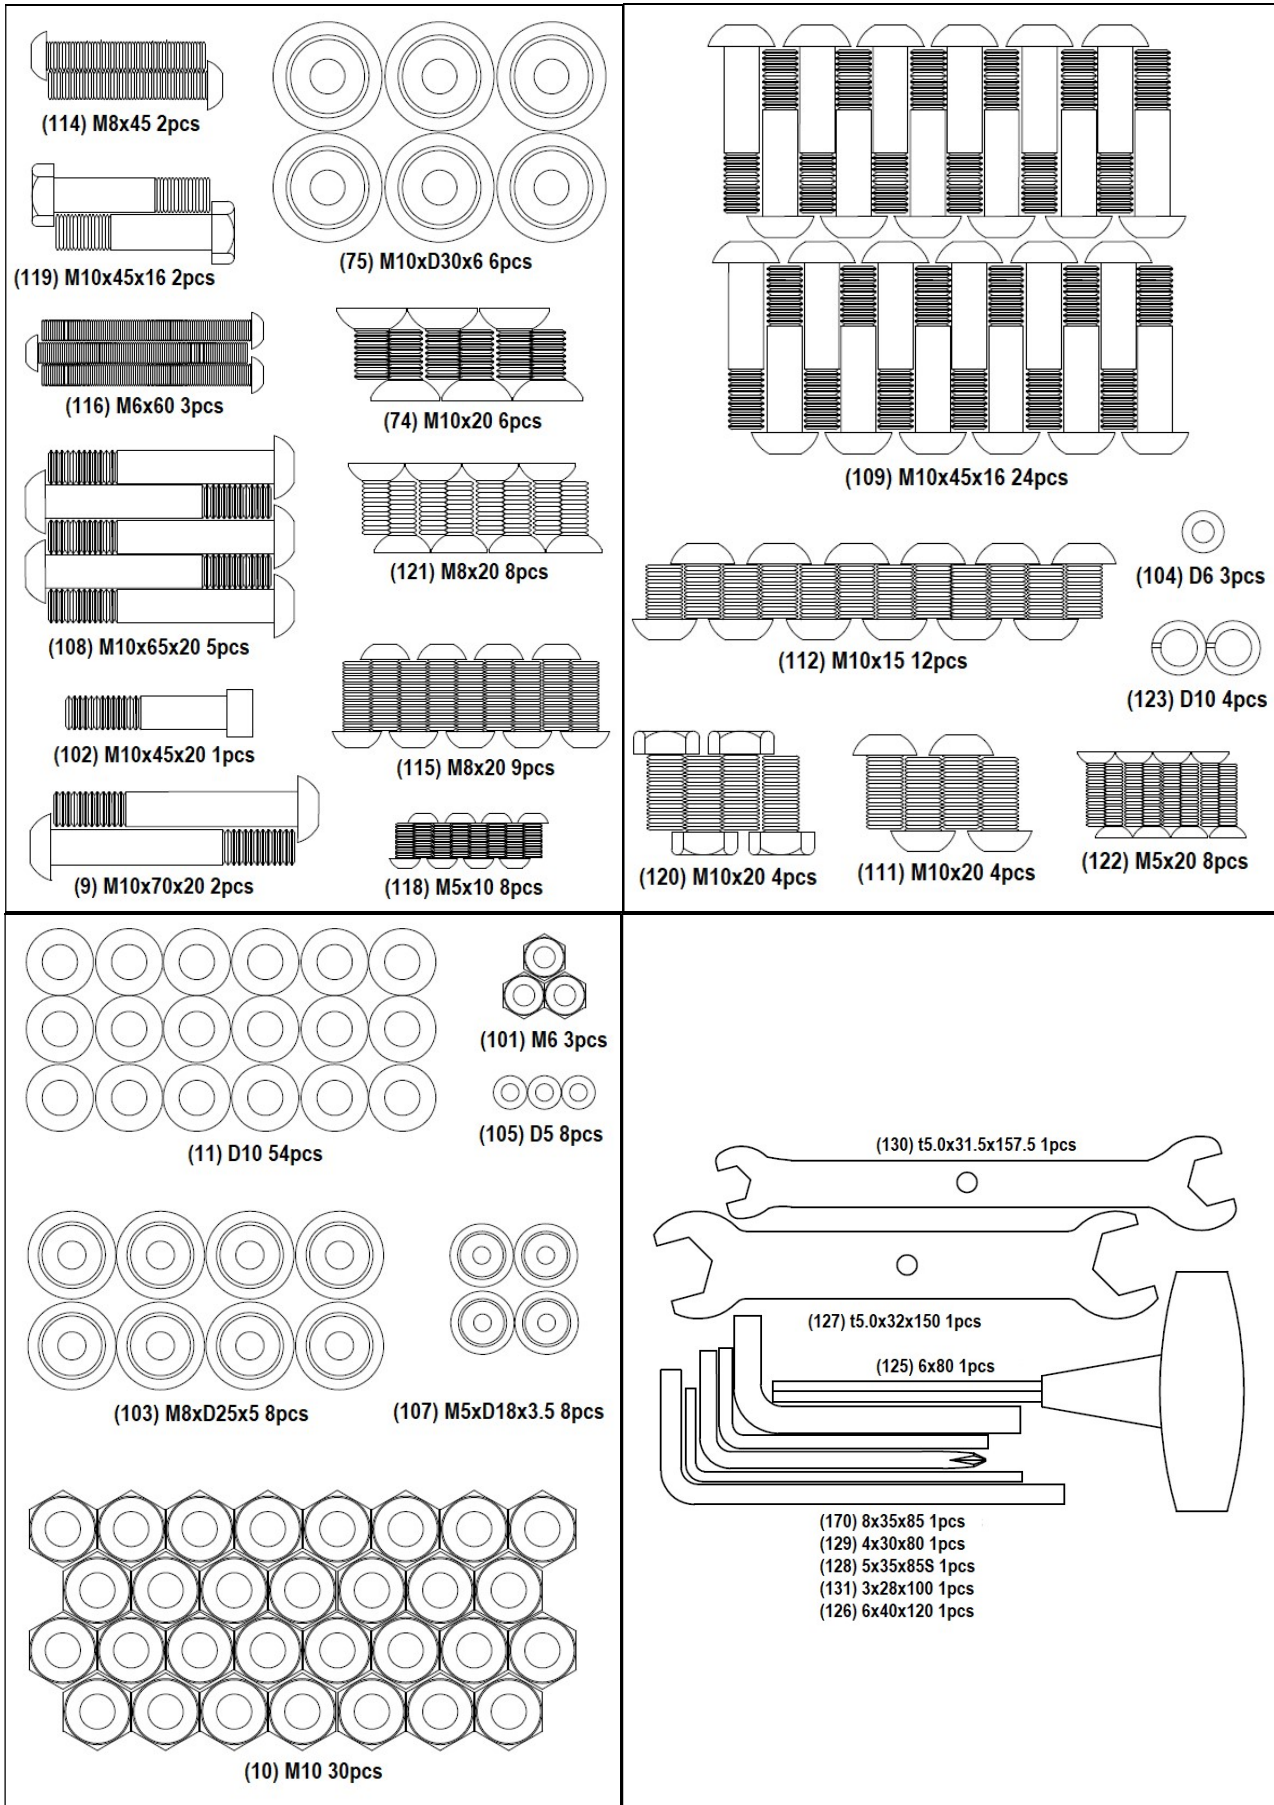 (114) M8x45 2pcs
(75) M10xD30x6 6pcs
(119) M10x45x16 2pcs
(116) M6x60 3pcs
(74) M10x20 6pcs
(121) M8x20 8pcs
(108) M10x65x20 5pcs
(102) M10x45x20 1pcs
(115) M8x20 9pcs
(9) M10x70x20 2pcs
(118) M5x10 8pcs
(109) M10x45x16 24pcs
(104) D6 3pcs
(112) M10x15 12pcs
(123) D10 4pcs
(120) M10x20 4pcs
(111) M10x20 4pcs
(122) M5x20 8pcs
(11) D10 54pcs
(101) M6 3pcs
(105) D5 8pcs
(103) M8xD25x5 8pcs
(107) M5xD18x3.5 8pcs
(10) M10 30pcs
(130) t5.0x31.5x157.5 1pcs
(127) t5.0x32x150 1pcs
(125) 6x80 1pcs
(170) 8x35x85 1pcs
(129) 4x30x80 1pcs
(128) 5x35x85S 1pcs
(131) 3x28x100 1pcs
(126) 6x40x120 1pcs